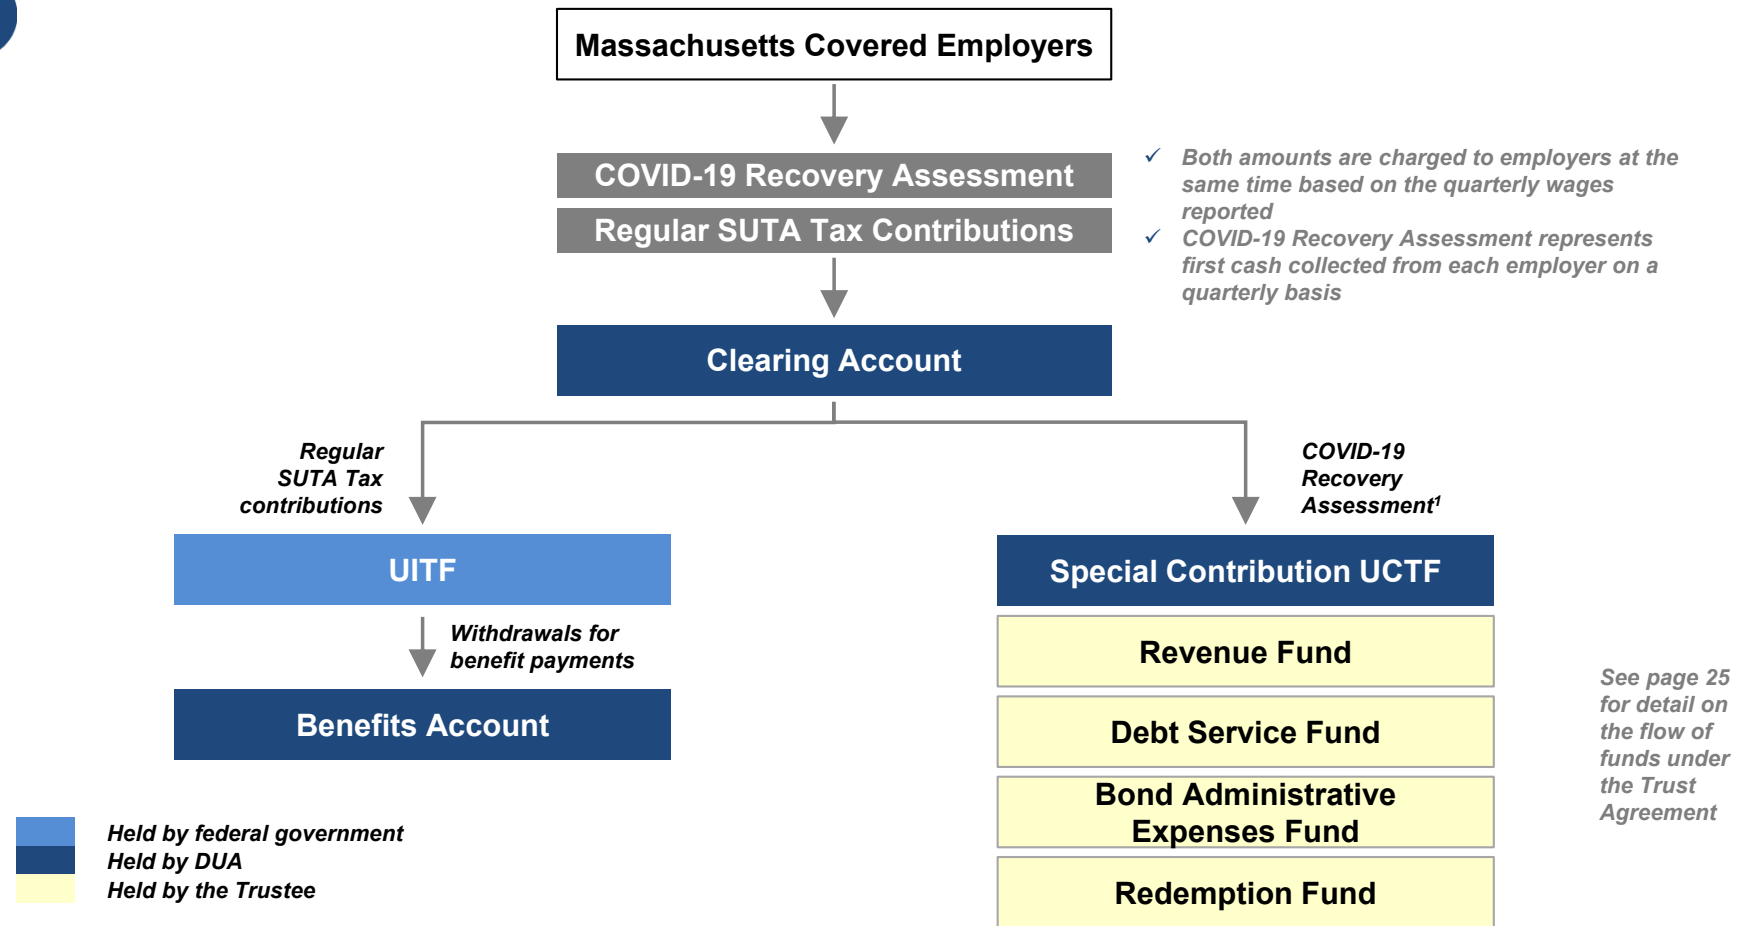 Massachusetts Covered Employers
COVID-19 Recovery Assessment
Regular SUTA Tax Contributions
✓ Both amounts are charged to employers at the
same time based on the quarterly wages
reported
✓ COVID-19 Recovery Assessment represents
first cash collected from each employer on a
quarterly basis
Clearing Account
Regular
SUTA Tax
contributions
COVID-19
Recovery
Assessment¹
UITF
Special Contribution UCTF
Withdrawals for
benefit payments
Benefits Account
Revenue Fund
Debt Service Fund
Bond Administrative
Expenses Fund
Redemption Fund
See page 25
for detail on
the flow of
funds under
the Trust
Agreement
Held by federal government
Held by DUA
Held by the Trustee